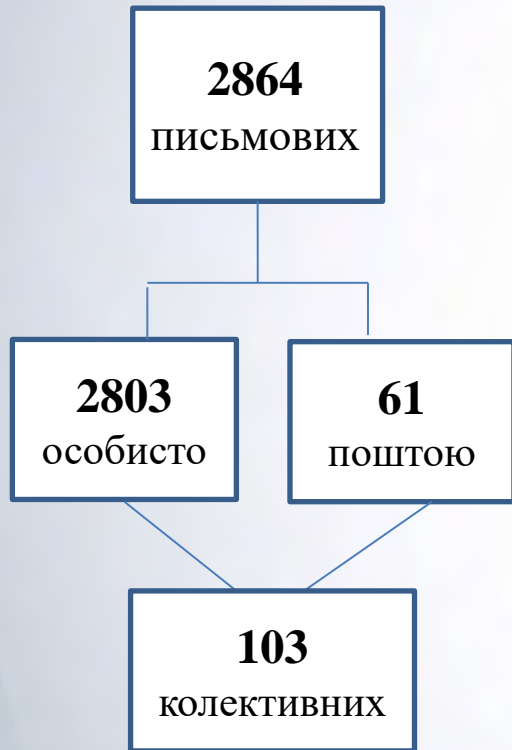 2864
письмових
2803
особисто
61
поштою
103
колективних